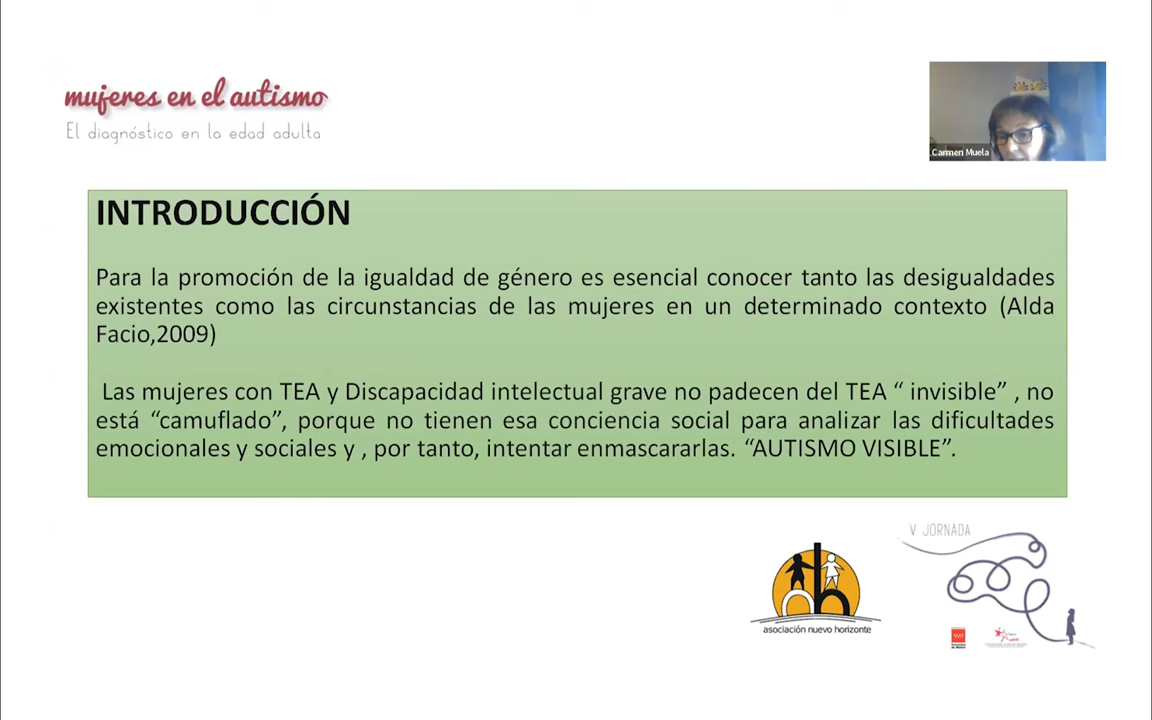 mujeres en el autismo
El diagnóstico en la edad adulta
Carmen Muela
INTRODUCCIÓN
Para la promoción de la igualdad de género es esencial conocer tanto las desigualdades
existentes como las circunstancias de las mujeres en un determinado contexto (Alda
Facio,2009)
Las mujeres con TEA y Discapacidad intelectual grave no padecen del TEA “ invisible” , no
está “camuflado”, porque no tienen esa conciencia social para analizar las dificultades
emocionales y sociales y , por tanto, intentar enmascararlas. “AUTISMO VISIBLE”.
V JORNADA
asociación nuevo horizonte